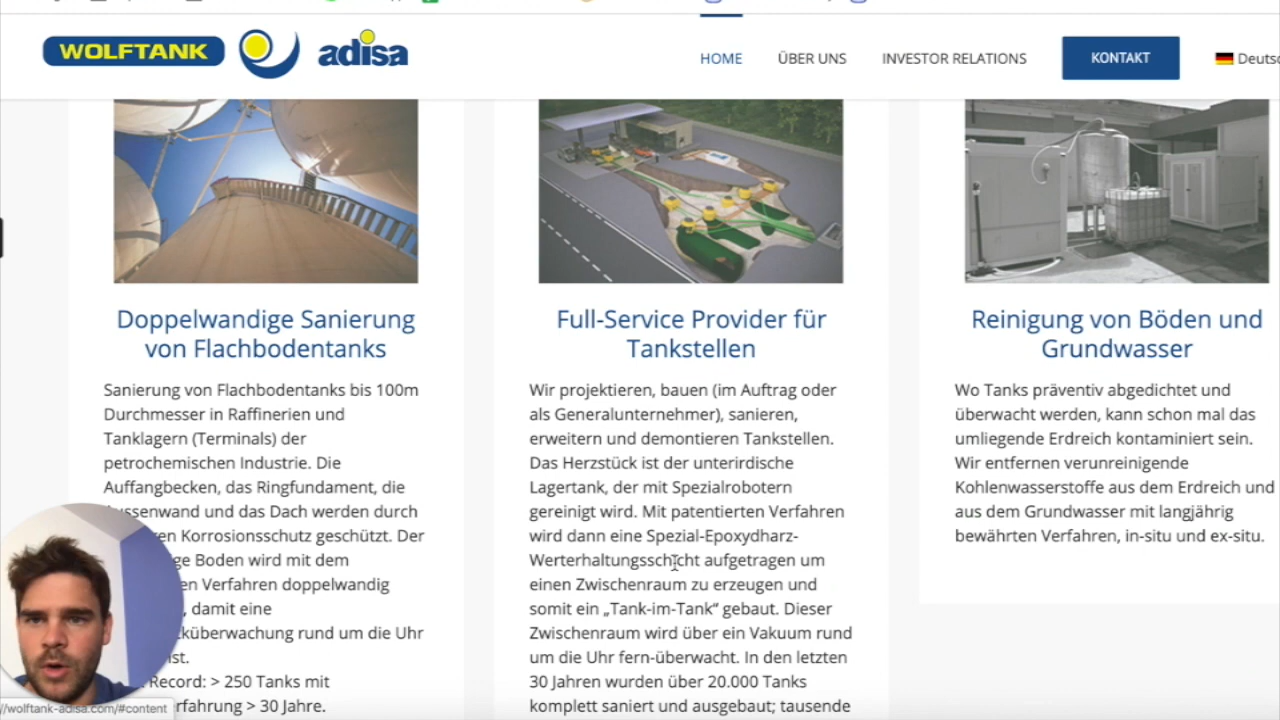 WOLFTANK
adisa
HOME
ÜBER UNS
INVESTOR RELATIONS
KONTAKT
Doppelwandige Sanierung
von Flachbodentanks
Sanierung von Flachbodentanks bis 100m
Durchmesser in Raffinerien und
Tanklagern (Terminals) der
petrochemischen Industrie. Die
Auffangbecken, das Ringfundament, die
und das Dach werden durch
Korrosionsschutz geschützt. Der
Boden wird mit dem
Verfahren doppelwandig
, damit eine
rund um die Uhr
Record: > 250 Tanks mit
> 30 Jahre.
Full-Service Provider für
Tankstellen
Wir projektieren, bauen (im Auftrag oder
als Generalunternehmer), sanieren,
erweitern und demontieren Tankstellen.
Das Herzstück ist der unterirdische
Lagertank, der mit Spezialrobotern
gereinigt wird. Mit patentierten Verfahren
wird dann eine Spezial-Epoxydharz-
Werterhaltungsschicht aufgetragen um
einen Zwischenraum zu erzeugen und
somit ein „Tank-im-Tank“ gebaut. Dieser
Zwischenraum wird über ein Vakuum rund
um die Uhr fern-überwacht. In den letzten
30 Jahren wurden über 20.000 Tanks
komplett saniert und ausgebaut; tausende
Reinigung von Böden und
Grundwasser
Wo Tanks präventiv abgedichtet und
überwacht werden, kann schon mal das
umliegende Erdreich kontaminiert sein.
Wir entfernen verunreinigende
Kohlenwasserstoffe aus dem Erdreich und
aus dem Grundwasser mit langjährig
bewährten Verfahren, in-situ und ex-situ.
//wolftank-adisa.com/#content